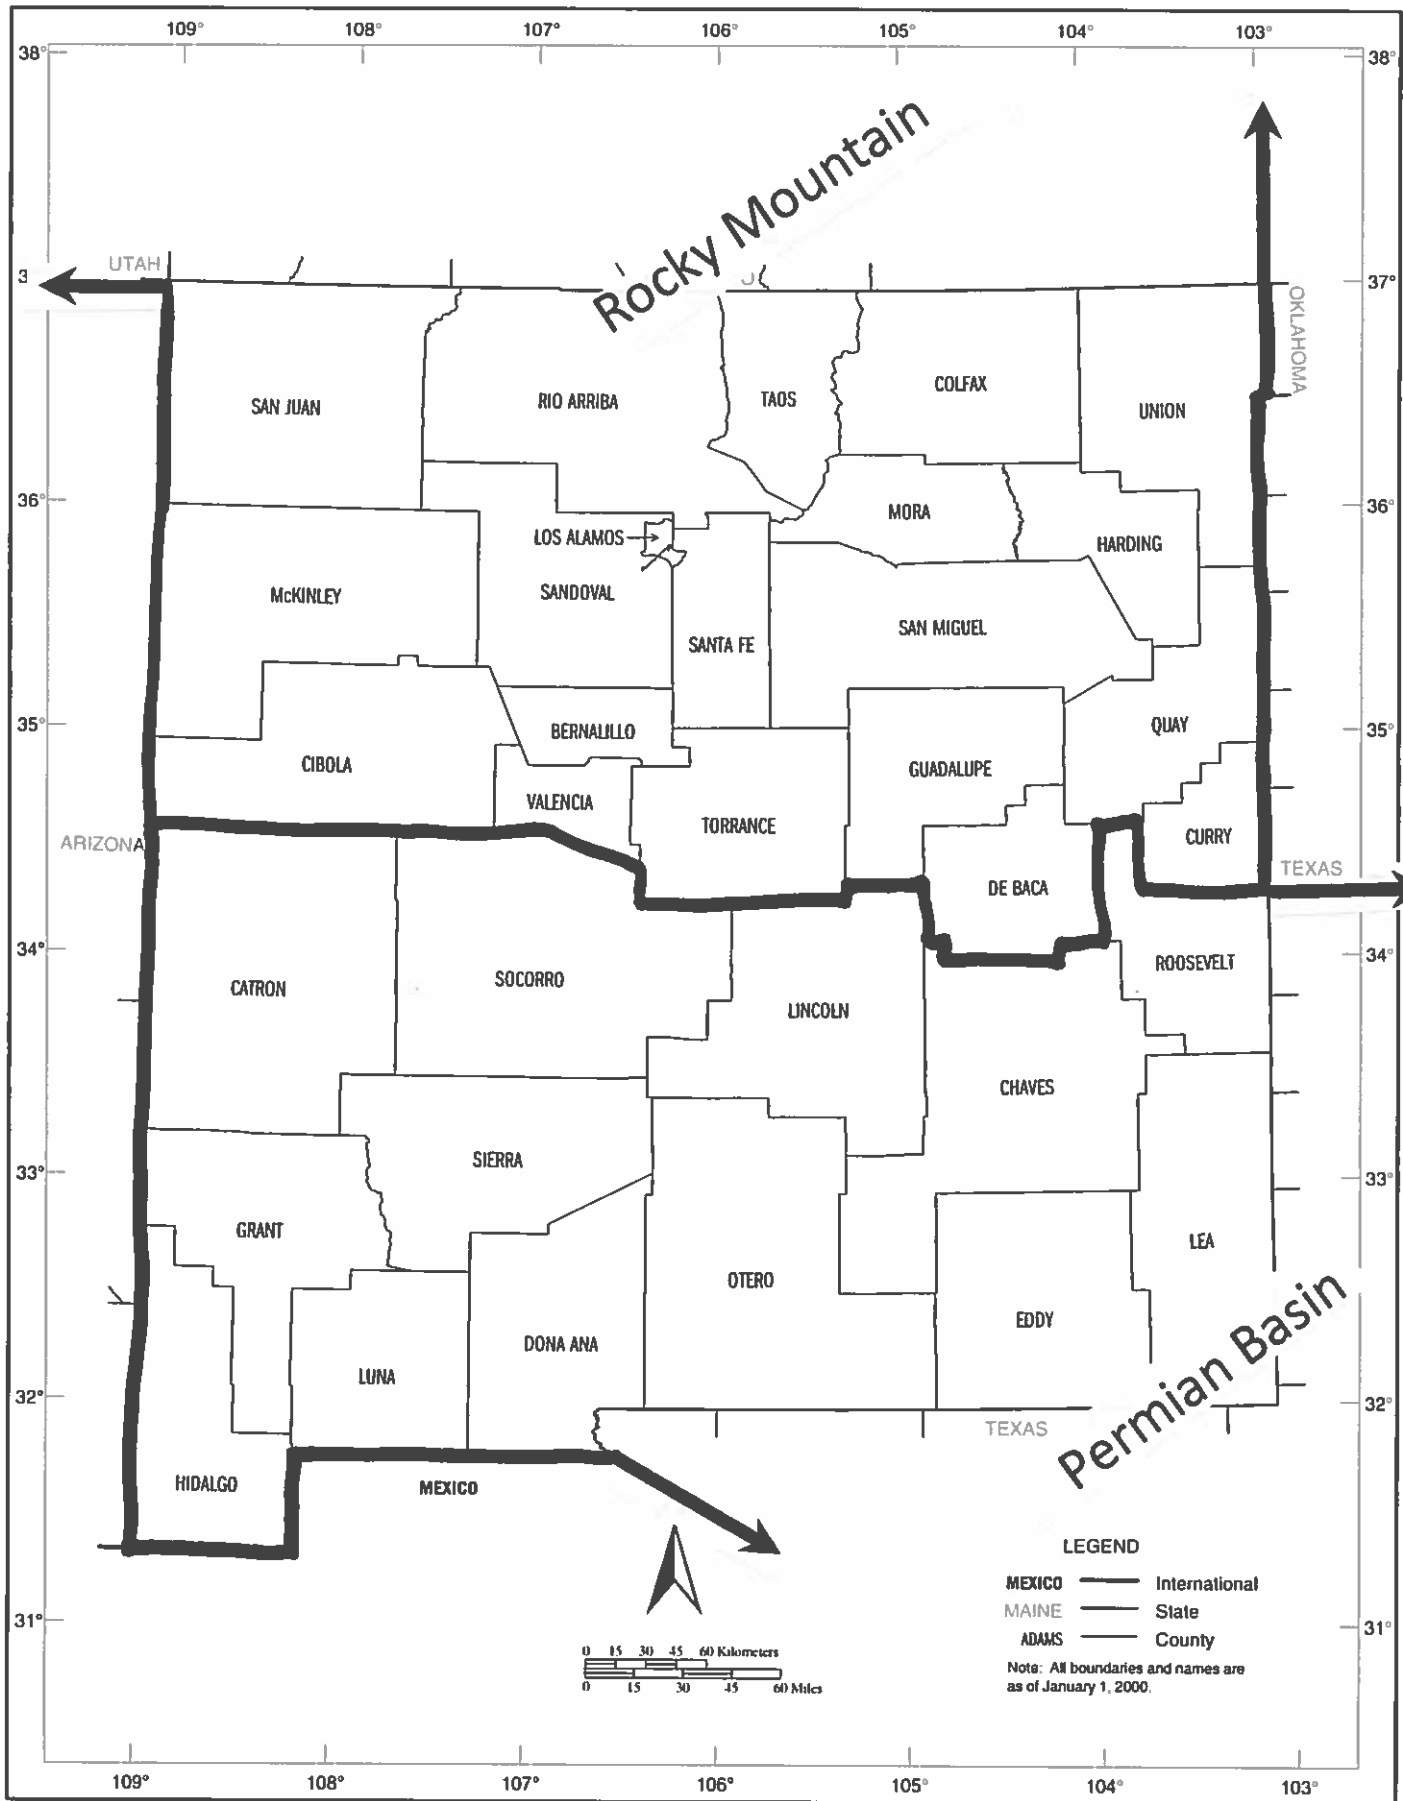 109° 108° 107° 106° 105° 104° 103°
38° 38°
Rocky Mountain
UTAH
3 37°
OKLAHOMA
SAN JUAN RIO ARRIBA TAOS COLFAX UNION
36° 36°
LOS ALAMOS MORA HARDING
McKINLEY SANDOVAL SANTA FE SAN MIGUEL
35° 35°
CIBOLA BERNALILLO GUADALUPE QUAY
VALENCIA TORRANCE CURRY
ARIZONA DE BACA TEXAS
34° 34°
CATRON SOCORRO LINCOLN ROOSEVELT
CHAVES
33° 33°
SIERRA
GRANT LEA
OTERO
DONA ANA EDDY
LUNA
32° 32°
Permian Basin
TEXAS
HIDALGO MEXICO
LEGEND
MEXICO International
MAINE State
ADAMS County
Note: All boundaries and names are
as of January 1, 2000.
31° 31°
0 15 30 45 60 Kilometers
0 15 30 45 60 Miles
109° 108° 107° 106° 105° 104° 103°